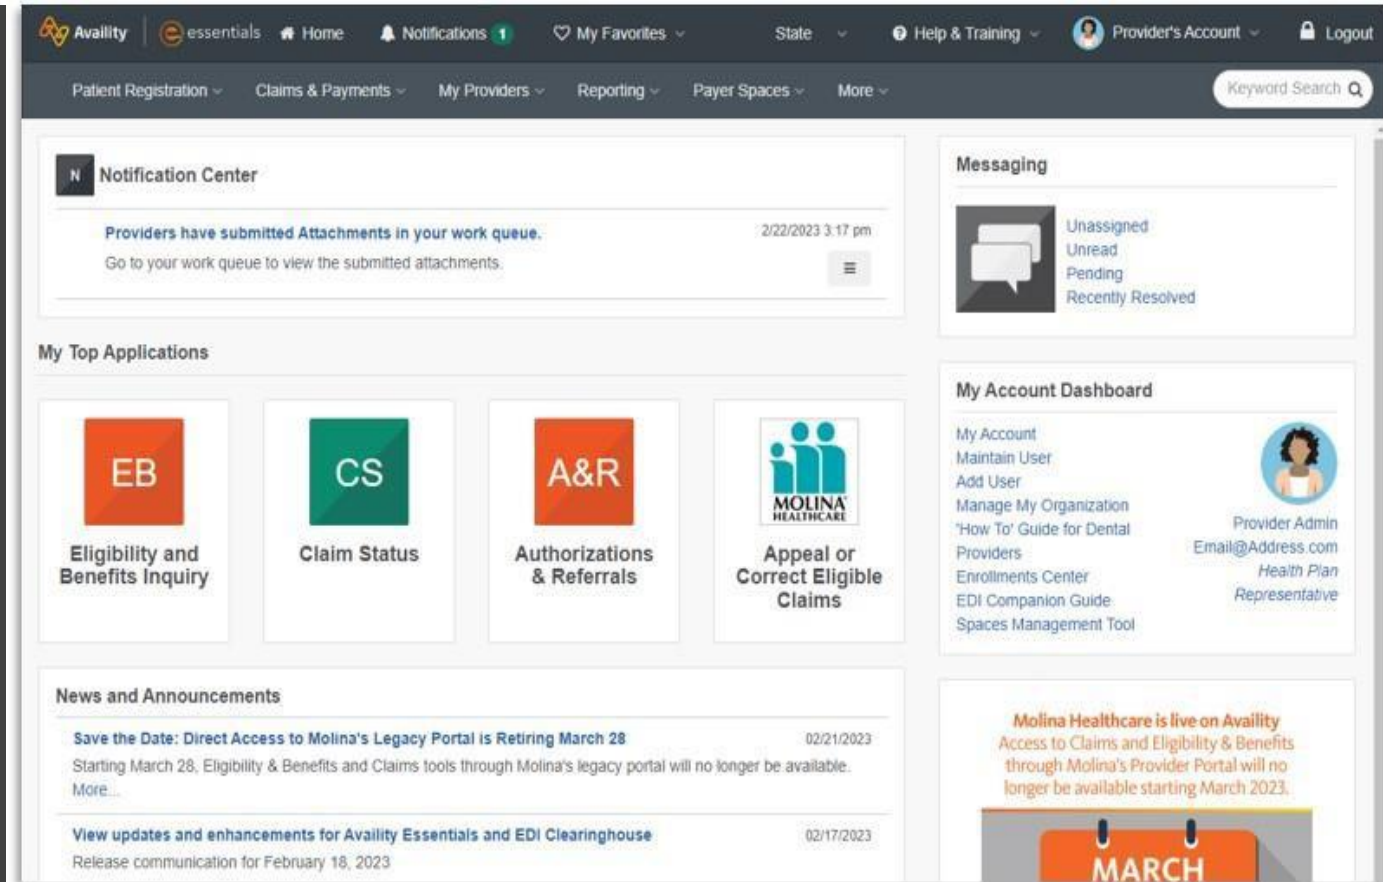 Availity
e essentials
Home
Notifications 1
My Favorites
State
Help & Training
Provider's Account
Logout
Patient Registration
Claims & Payments
My Providers
Reporting
Payer Spaces
More
Keyword Search
N
Notification Center
Providers have submitted Attachments in your work queue.
2/22/2023 3:17 pm
Go to your work queue to view the submitted attachments.
My Top Applications
EB
Eligibility and
Benefits Inquiry
CS
Claim Status
A&R
Authorizations
& Referrals
MOLINA
HEALTHCARE
Appeal or
Correct Eligible
Claims
News and Announcements
Save the Date: Direct Access to Molina's Legacy Portal is Retiring March 28
02/21/2023
Starting March 28, Eligibility & Benefits and Claims tools through Molina's legacy portal will no longer be available.
More...
View updates and enhancements for Availity Essentials and EDI Clearinghouse
02/17/2023
Release communication for February 18, 2023
Messaging
Unassigned
Unread
Pending
Recently Resolved
My Account Dashboard
My Account
Maintain User
Add User
Manage My Organization
'How To' Guide for Dental
Providers
Enrollments Center
EDI Companion Guide
Spaces Management Tool
Provider Admin
Email@Address.com
Health Plan
Representative
Molina Healthcare is live on Availity
Access to Claims and Eligibility & Benefits
through Molina's Provider Portal will no
longer be available starting March 2023.
MARCH